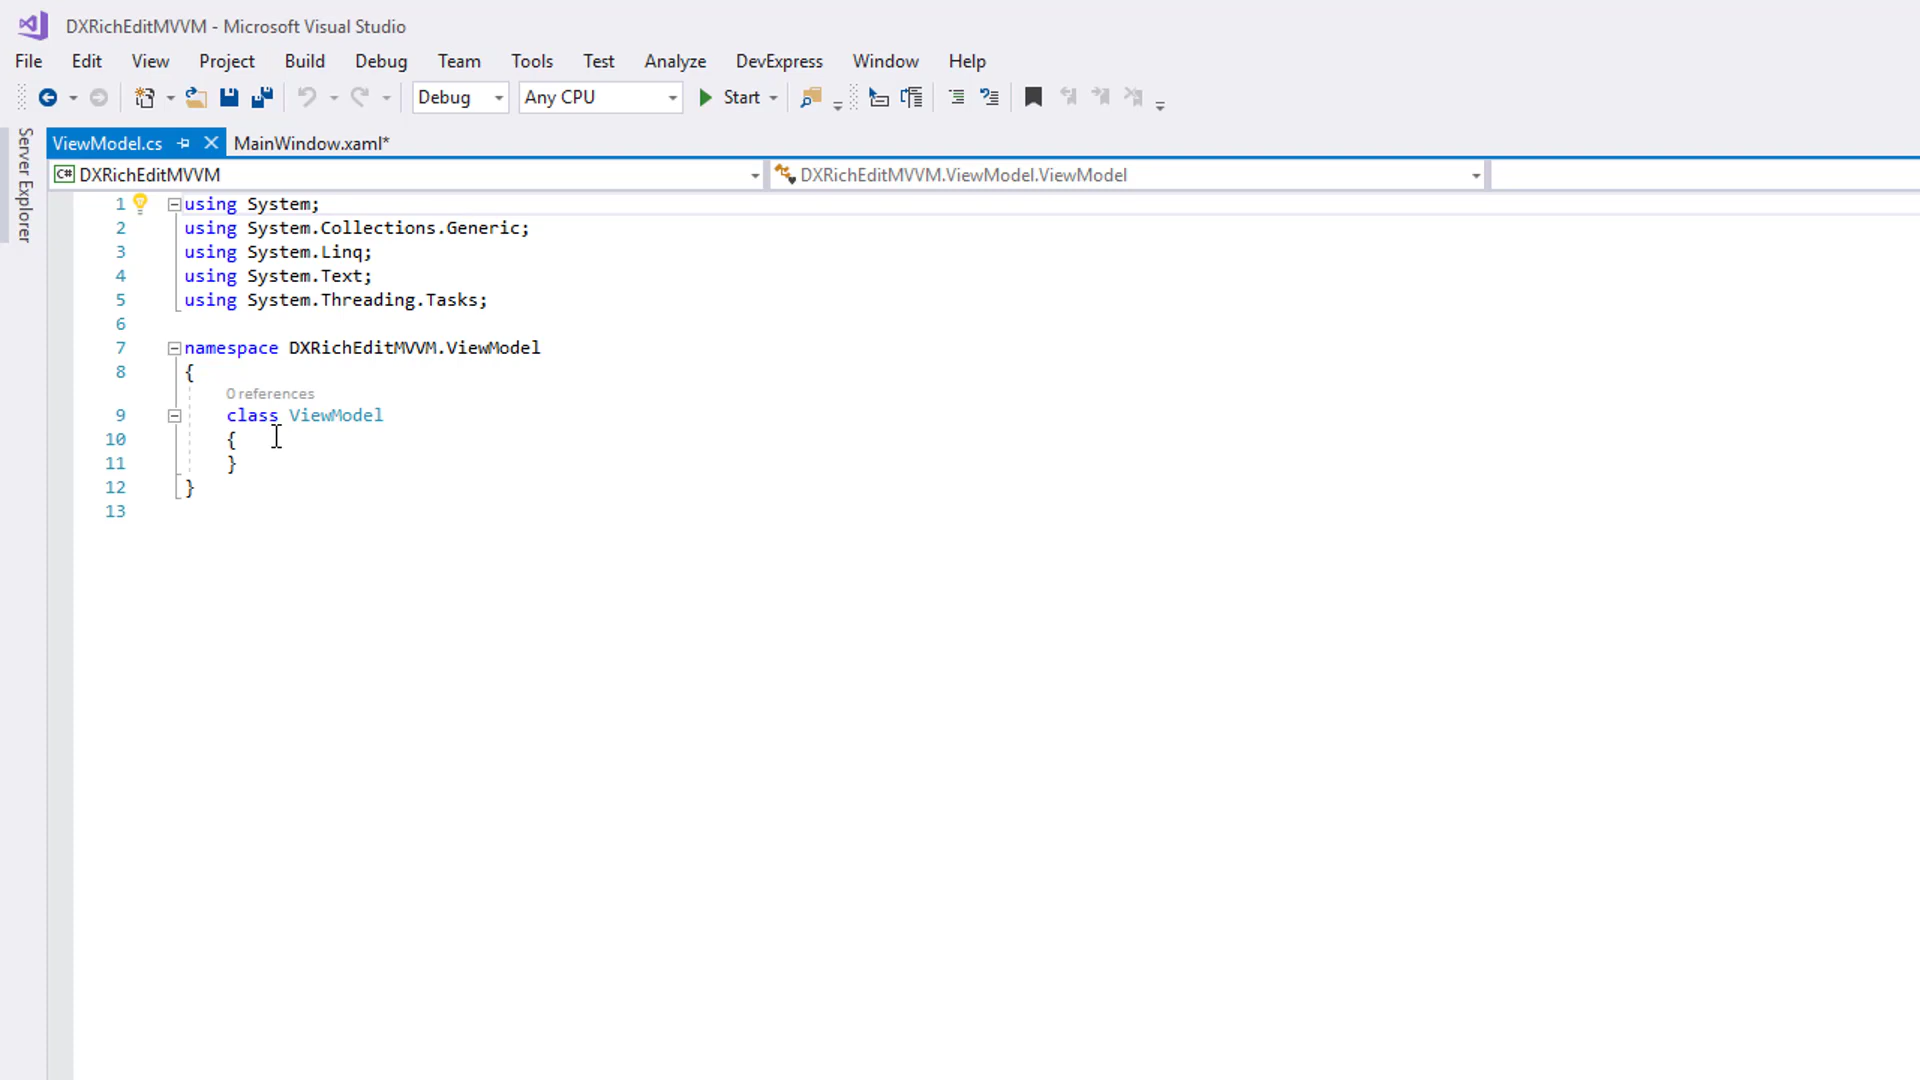 DXRichEditMVVM - Microsoft Visual Studio
File Edit View Project Build Debug Team Tools Test Analyze DevExpress Window Help
Debug Any CPU Start
Server Explorer
ViewModel.cs MainWindow.xaml*
C# DXRichEditMVVM DXRichEditMVVM.ViewModel.ViewModel
1 using System;
2 using System.Collections.Generic;
3 using System.Linq;
4 using System.Text;
5 using System.Threading.Tasks;
6
7 namespace DXRichEditMVVM.ViewModel
8 {
0 references
9 class ViewModel
10 {
11 }
12 }
13